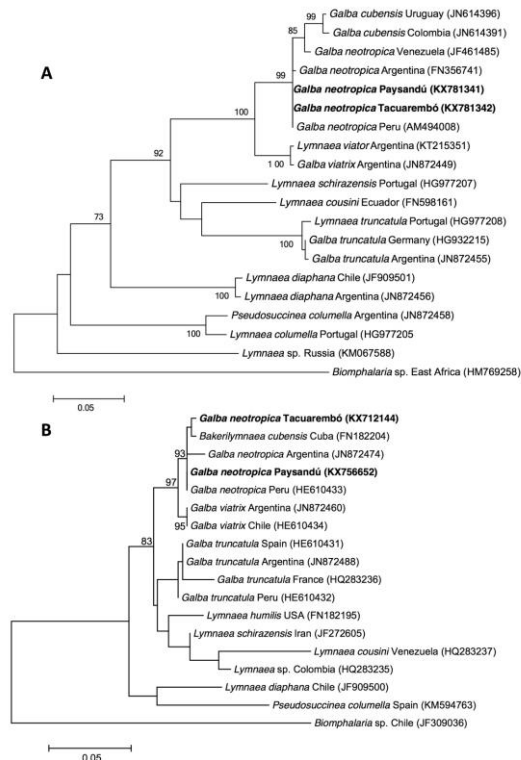 99
Galba cubensis Uruguay (JN614396)
85
Galba cubensis Colombia (JN614391)
Galba neotropica Venezuela (JF461485)
A
99
Galba neotropica Argentina (FN356741)
Galba neotropica Paysandú (KX781341)
100
Galba neotropica Tacuarembó (KX781342)
Galba neotropica Peru (AM494008)
92
Lymnaea viator Argentina (KT215351)
1 00
Galba viatrix Argentina (JN872449)
Lymnaea schirazensis Portugal (HG977207)
Lymnaea cousini Ecuador (FN598161)
73
Lymnaea truncatula Portugal (HG977208)
100
Galba truncatula Germany (HG932215)
Galba truncatula Argentina (JN872455)
Lymnaea diaphana Chile (JF909501)
100
Lymnaea diaphana Argentina (JN872456)
Pseudosuccinea columella Argentina (JN872458)
100
Lymnaea columella Portugal (HG977205
Lymnaea sp. Russia (KM067588)
Biomphalaria sp. East Africa (HM769258)
0.05
B
Galba neotropica Tacuarembó (KX712144)
Bakerilymnaea cubensis Cuba (FN182204)
93
Galba neotropica Argentina (JN872474)
Galba neotropica Paysandú (KX756652)
97
Galba neotropica Peru (HE610433)
Galba viatrix Argentina (JN872460)
95
Galba viatrix Chile (HE610434)
83
Galba truncatula Spain (HE610431)
Galba truncatula Argentina (JN872488)
Galba truncatula France (HQ283236)
Galba truncatula Peru (HE610432)
Lymnaea humilis USA (FN182195)
Lymnaea schirazensis Iran (JF272605)
Lymnaea cousini Venezuela (HQ283237)
Lymnaea sp. Colombia (HQ283235)
Lymnaea diaphana Chile (JF909500)
Pseudosuccinea columella Spain (KM594763)
Biomphalaria sp. Chile (JF309036)
0.05